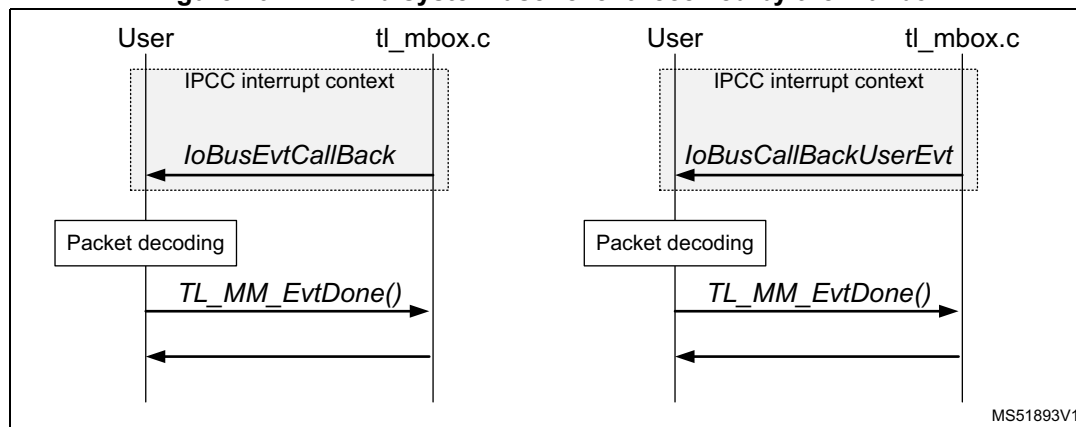 User
tl_mbox.c
IPCC interrupt context
IoBusEvtCallBack
Packet decoding
TL_MM_EvtDone()
User
tl_mbox.c
IPCC interrupt context
IoBusCallBackUserEvt
Packet decoding
TL_MM_EvtDone()
MS51893V1